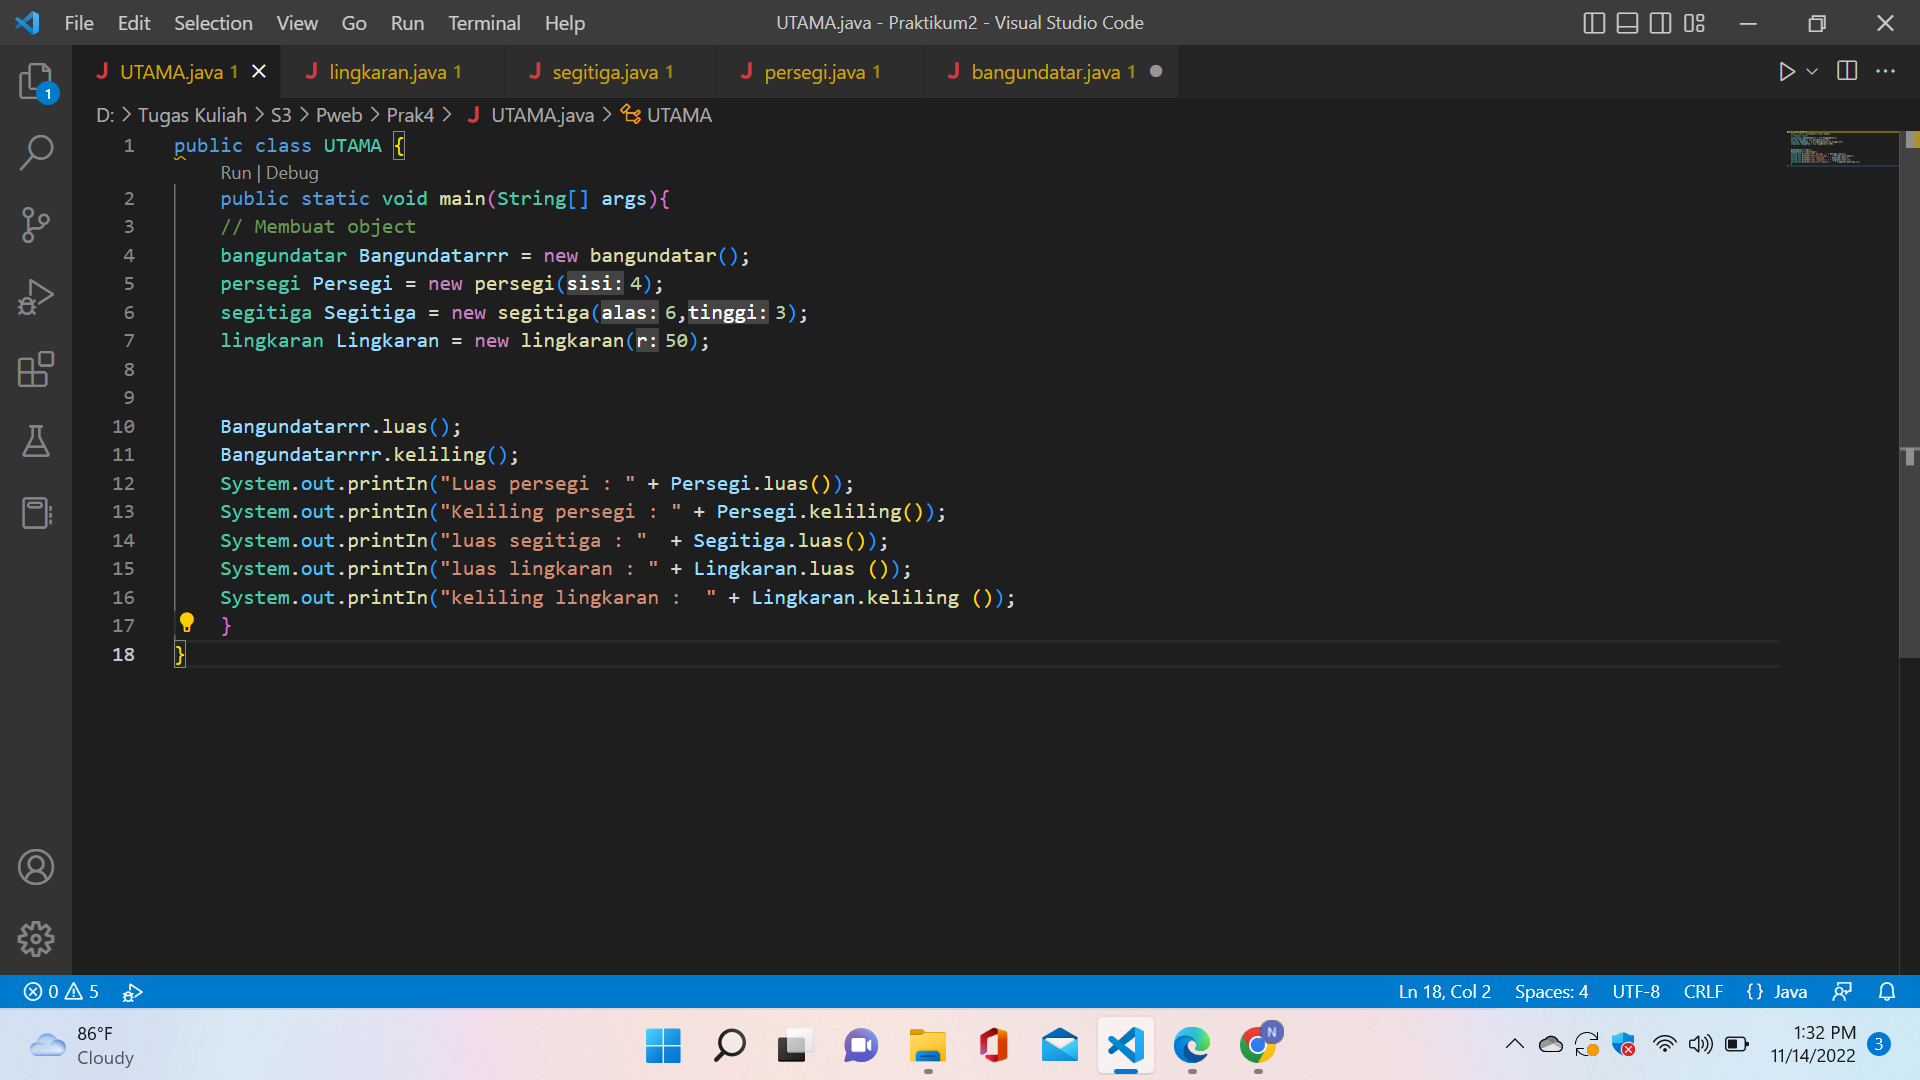 File Edit Selection View Go Run Terminal Help
UTAMA.java - Praktikum2 - Visual Studio Code
1
J UTAMA.java 1
J lingkaran.java 1
J segitiga.java 1
J persegi.java 1
J bangundatar.java 1
D: > Tugas Kuliah > S3 > Pweb > Prak4 > J UTAMA.java > UTAMA
1 public class UTAMA {
Run | Debug
2 public static void main(String[] args){
3 // Membuat object
4 bangundatar Bangundatarrr = new bangundatar();
5 persegi Persegi = new persegi(sisi: 4);
6 segitiga Segitiga = new segitiga(alas: 6,tinggi: 3);
7 lingkaran Lingkaran = new lingkaran(r: 50);
8
9
10 Bangundatarrr.luas();
11 Bangundatarrrr.keliling();
12 System.out.printIn("Luas persegi : " + Persegi.luas());
13 System.out.printIn("Keliling persegi : " + Persegi.keliling());
14 System.out.printIn("luas segitiga : "  + Segitiga.luas());
15 System.out.printIn("luas lingkaran : " + Lingkaran.luas ());
16 System.out.printIn("keliling lingkaran :  " + Lingkaran.keliling ());
17 }
18 }
0 5
Ln 18, Col 2 Spaces: 4 UTF-8 CRLF {} Java
86°F
Cloudy
N
1:32 PM
11/14/2022
3